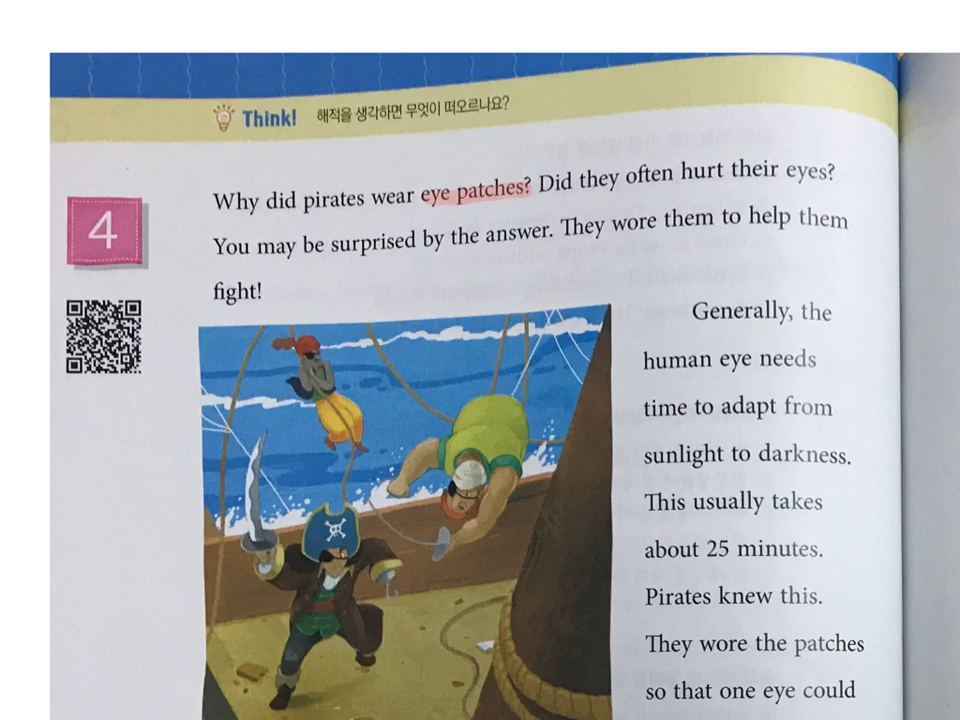 Think! 해적을 생각하면 무엇이 떠오르나요?
4
Why did pirates wear eye patches? Did they often hurt their eyes?
You may be surprised by the answer. They wore them to help them
fight!
Generally, the
human eye needs
time to adapt from
sunlight to darkness.
This usually takes
about 25 minutes.
Pirates knew this.
They wore the patches
so that one eye could